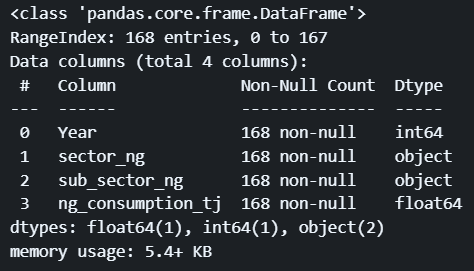 <class 'pandas.core.frame.DataFrame'>
RangeIndex: 168 entries, 0 to 167
Data columns (total 4 columns):
 #   Column            Non-Null Count  Dtype
---  ------            --------------  -----
 0   Year              168 non-null    int64
 1   sector_ng         168 non-null    object
 2   sub_sector_ng     168 non-null    object
 3   ng_consumption_tj 168 non-null    float64
dtypes: float64(1), int64(1), object(2)
memory usage: 5.4+ KB